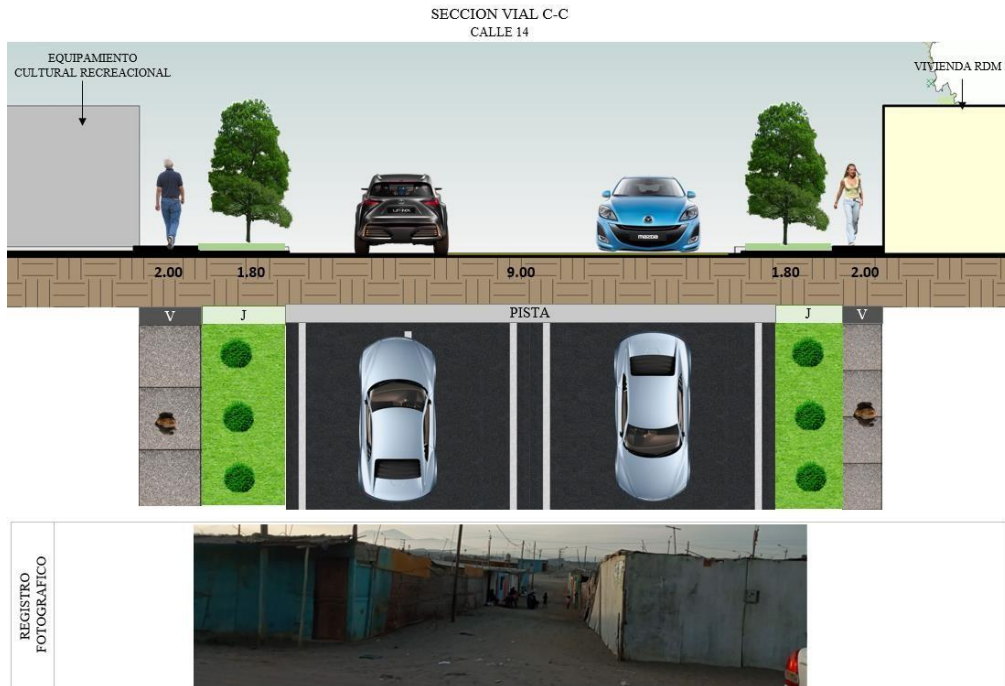 SECCION VIAL C-C
CALLE 14
EQUIPAMIENTO
CULTURAL RECREACIONAL
VIVIENDA RDM
mazda
2.00
1.80
9.00
1.80
2.00
V
J
PISTA
J
V
REGISTRO
FOTOGRAFICO